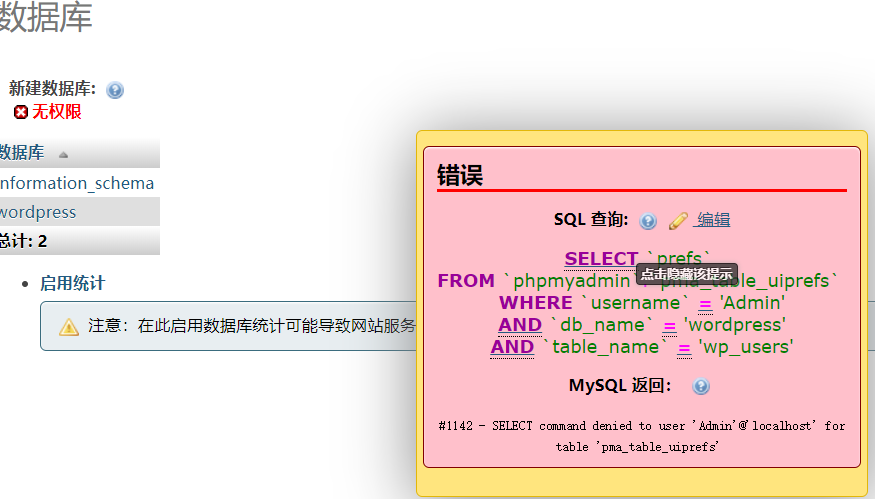 数据库
新建数据库:
无权限
数据库
nformation_schema
wordpress
总计: 2
启用统计
注意：在此启用数据库统计可能导致网站服务
错误
SQL 查询: 编辑
SELECT `prefs`
点击隐藏该提示
FROM `phpmyadmin`.`pma_table_uiprefs`
WHERE `username` = 'Admin'
AND `db_name` = 'wordpress'
AND `table_name` = 'wp_users'
MySQL 返回：
#1142 - SELECT command denied to user 'Admin'@'localhost' for
table 'pma_table_uiprefs'